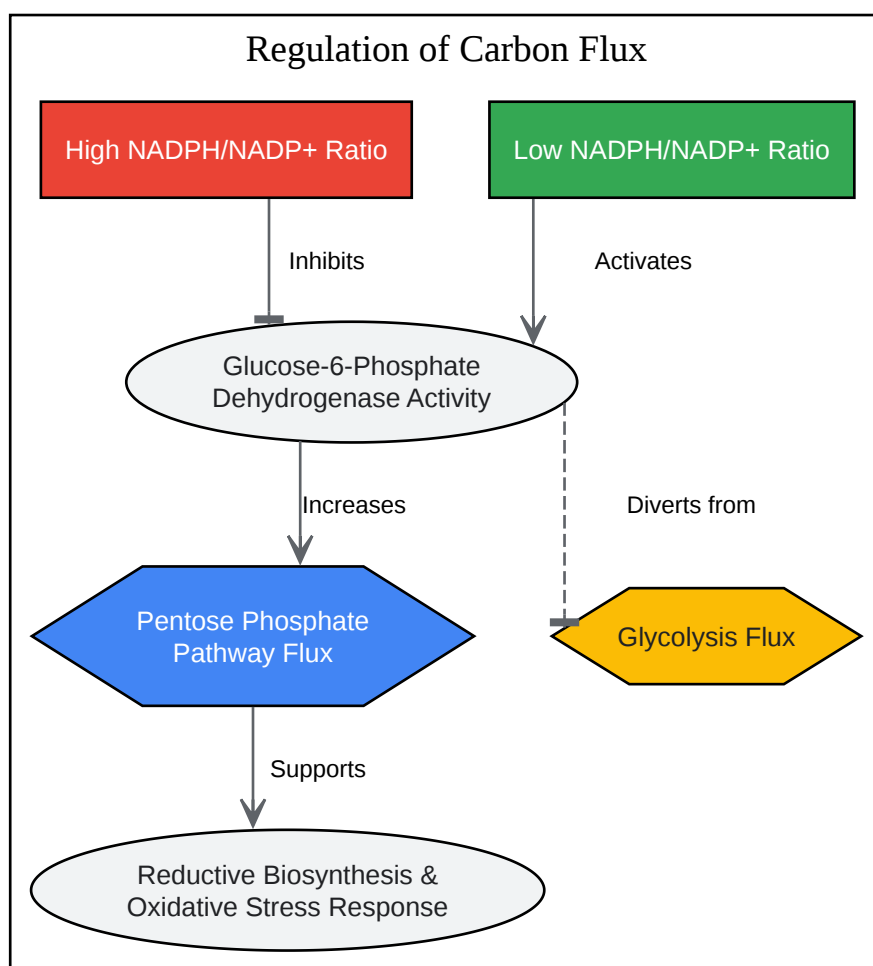 Regulation of Carbon Flux
High NADPH/NADP+ Ratio
Low NADPH/NADP+ Ratio
Inhibits
Activates
Glucose-6-Phosphate
Dehydrogenase Activity
Increases
Diverts from
Pentose Phosphate
Pathway Flux
Glycolysis Flux
Supports
Reductive Biosynthesis &
Oxidative Stress Response